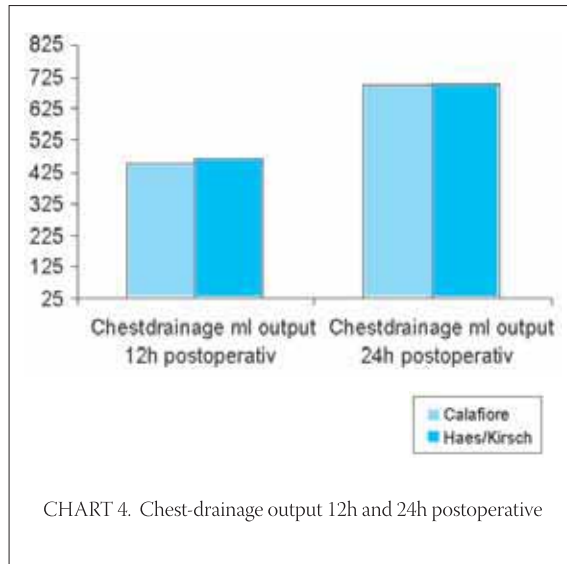 825
725
625
525
425
325
225
125
25
Chestdrainage ml output
12h postoperativ
Chestdrainage ml output
24h postoperativ
Calafiore
Haes/Kirsch
CHART 4. Chest-drainage output 12h and 24h postoperative